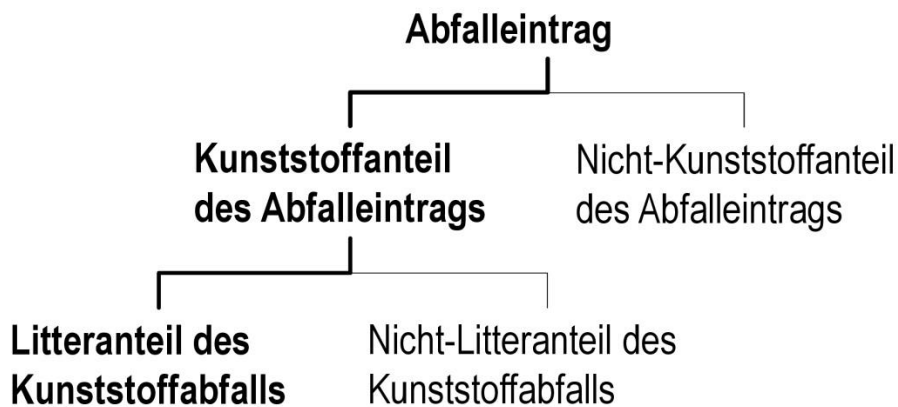 Abfalleintrag
Kunststoffanteil
des Abfalleintrags
Nicht-Kunststoffanteil
des Abfalleintrags
Litteranteil des
Kunststoffabfalls
Nicht-Litteranteil des
Kunststoffabfalls